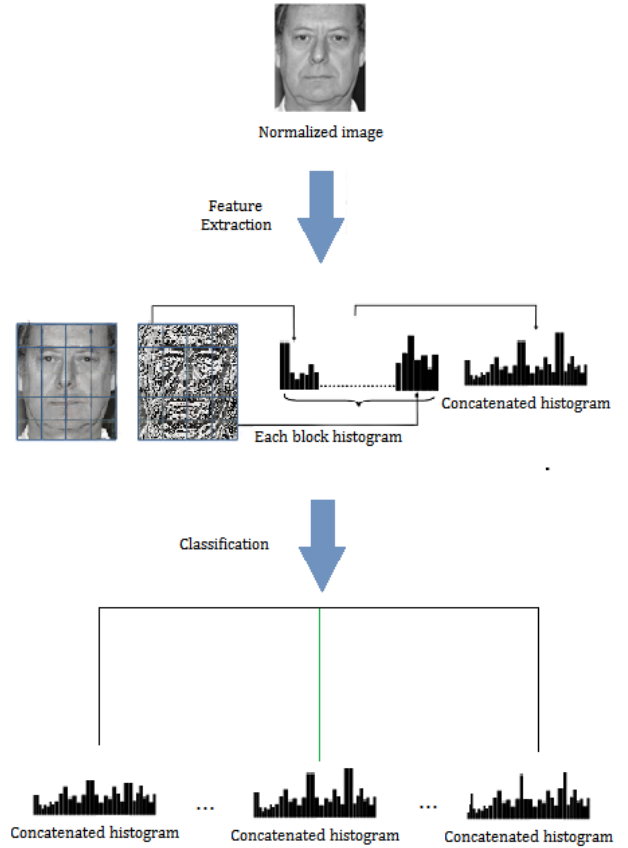 Normalized image
Feature
Extraction
Each block histogram
Concatenated histogram
Classification
... ...
Concatenated histogram
Concatenated histogram
Concatenated histogram